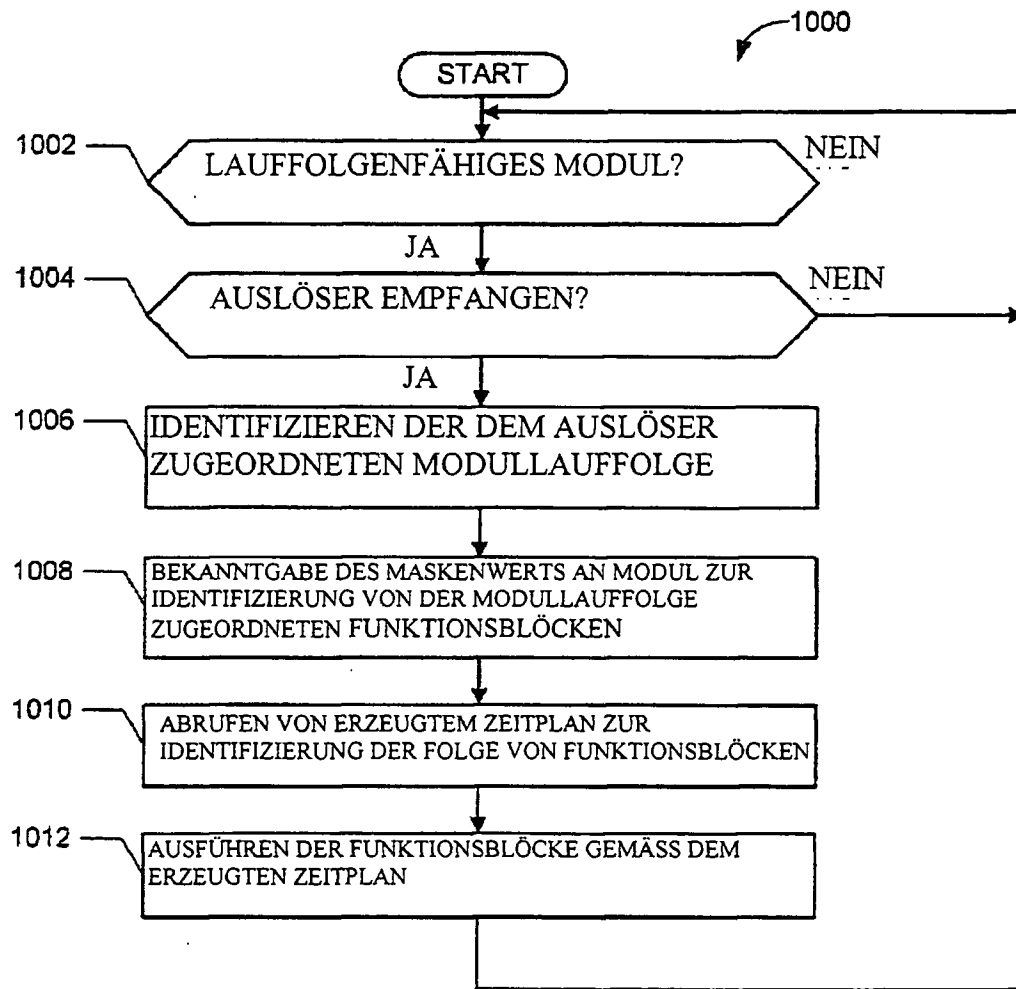 1000
START
1002
LAUFFOLGENFÄHIGES MODUL?
NEIN
JA
1004
AUSLÖSER EMPFANGEN?
NEIN
JA
1006
IDENTIFIZIEREN DER DEM AUSLÖSER
ZUGEORDNETEN MODULLAUFFOLGE
1008
BEKANNTGABE DES MASKENWERTS AN MODUL ZUR
IDENTIFIZIERUNG VON DER MODULLAUFFOLGE
ZUGEORDNETEN FUNKTIONSBLÖCKEN
1010
ABRUFEN VON ERZEUGTEM ZEITPLAN ZUR
IDENTIFIZIERUNG DER FOLGE VON FUNKTIONSBLÖCKEN
1012
AUSFÜHREN DER FUNKTIONSBLÖCKE GEMÄSS DEM
ERZEUGTEN ZEITPLAN